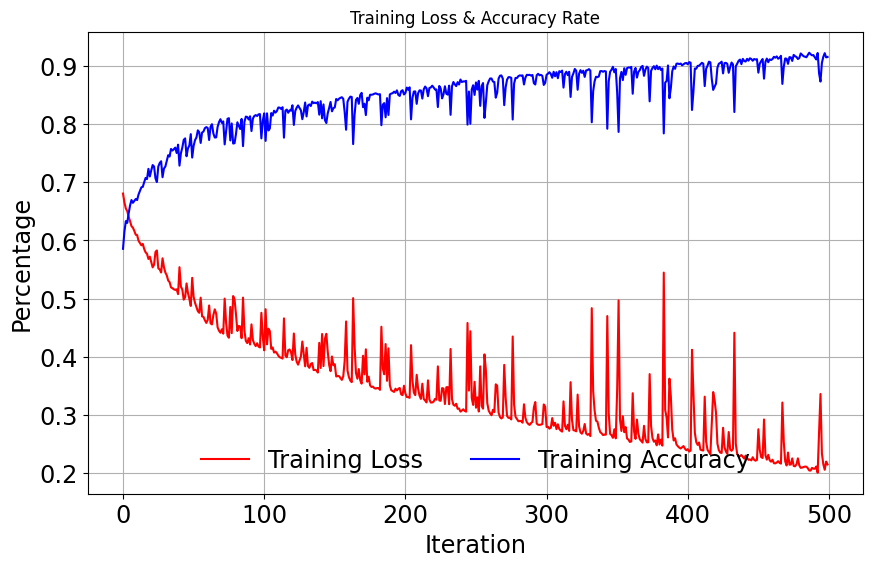 Training Loss & Accuracy Rate
Percentage
0.9
0.8
0.7
0.6
0.5
0.4
0.3
0.2
Training Loss
Training Accuracy
0 100 200 300 400 500
Iteration